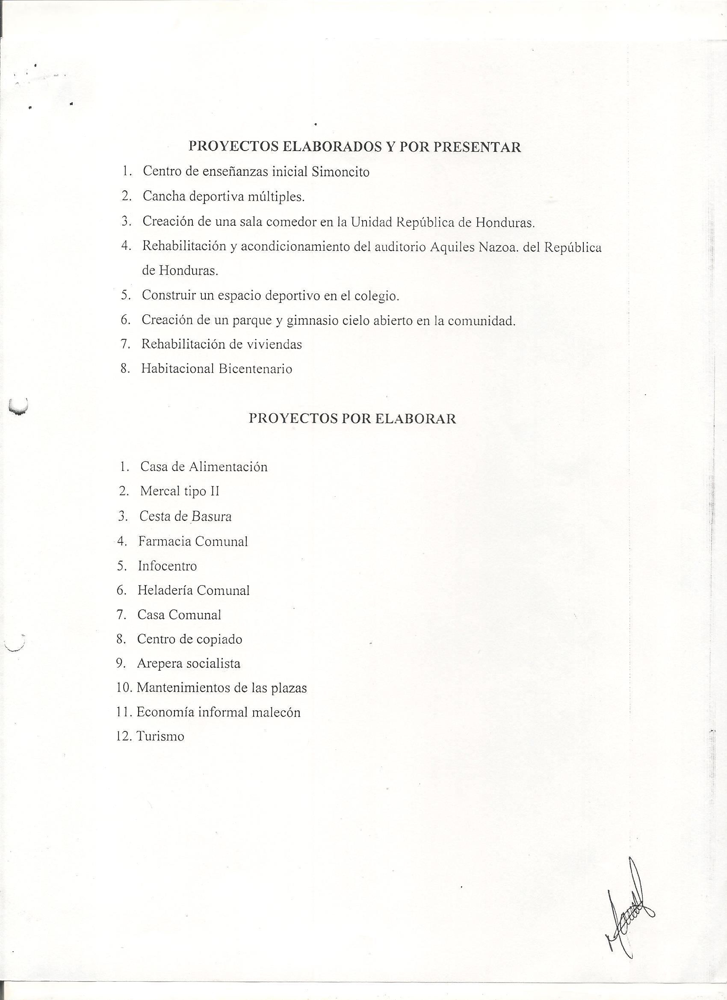 PROYECTOS ELABORADOS Y POR PRESENTAR
1. Centro de enseñanzas inicial Simoncito
2. Cancha deportiva múltiples.
3. Creación de una sala comedor en la Unidad República de Honduras.
4. Rehabilitación y acondicionamiento del auditorio Aquiles Nazoa. del República
de Honduras.
5. Construir un espacio deportivo en el colegio.
6. Creación de un parque y gimnasio cielo abierto en la comunidad.
7. Rehabilitación de viviendas
8. Habitacional Bicentenario
PROYECTOS POR ELABORAR
1. Casa de Alimentación
2. Mercal tipo II
3. Cesta de Basura
4. Farmacia Comunal
5. Infocentro
6. Heladería Comunal
7. Casa Comunal
8. Centro de copiado
9. Arepera socialista
10. Mantenimientos de las plazas
11. Economía informal malecón
12. Turismo